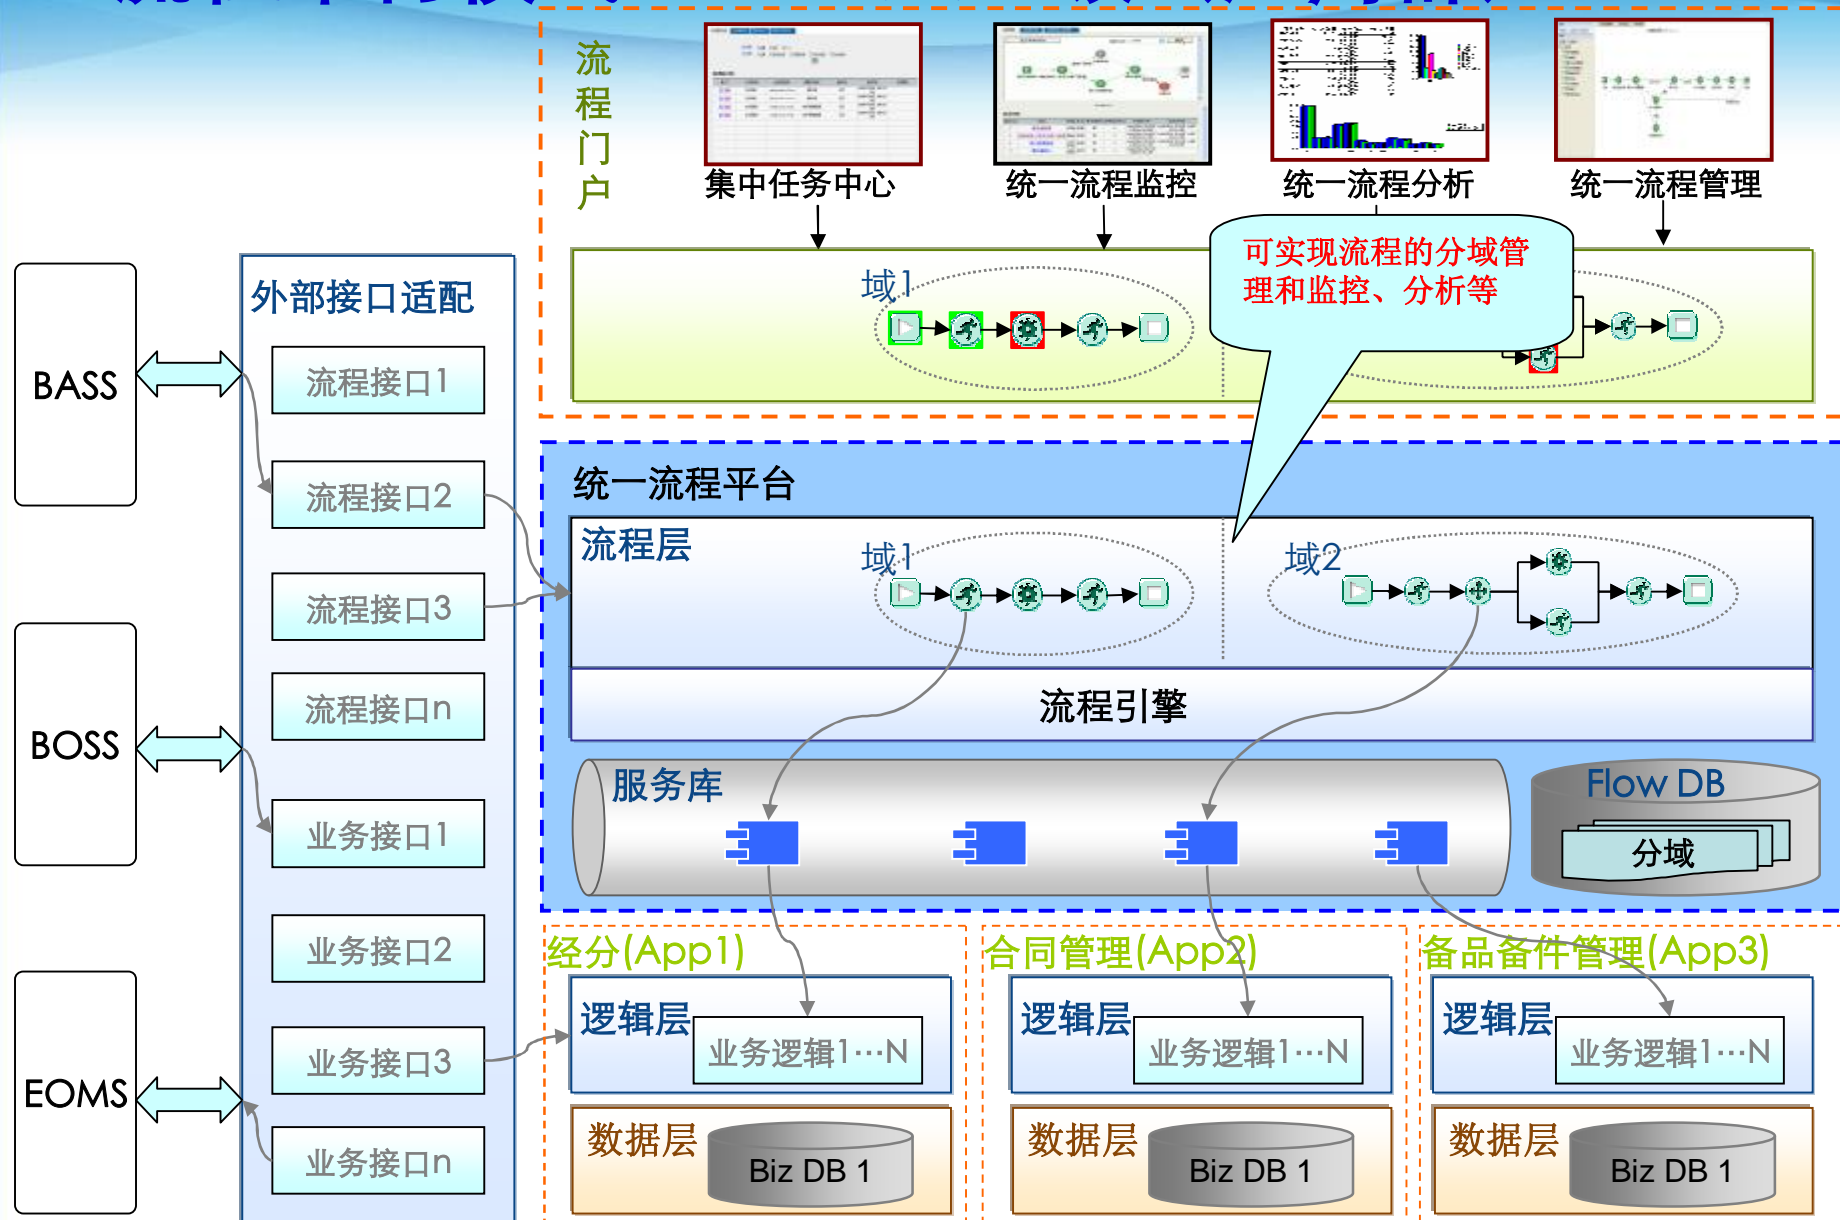 流程门户
集中任务中心
统一流程监控
统一流程分析
统一流程管理
可实现流程的分域管
理和监控、分析等
域1
BASS
BOSS
EOMS
外部接口适配
流程接口1
流程接口2
流程接口3
流程接口n
业务接口1
业务接口2
业务接口3
业务接口n
统一流程平台
流程层
域1
域2
流程引擎
服务库
Flow DB
分域
经分(App1)
逻辑层
业务逻辑1…N
数据层
Biz DB 1
合同管理(App2)
逻辑层
业务逻辑1…N
数据层
Biz DB 1
备品备件管理(App3)
逻辑层
业务逻辑1…N
数据层
Biz DB 1